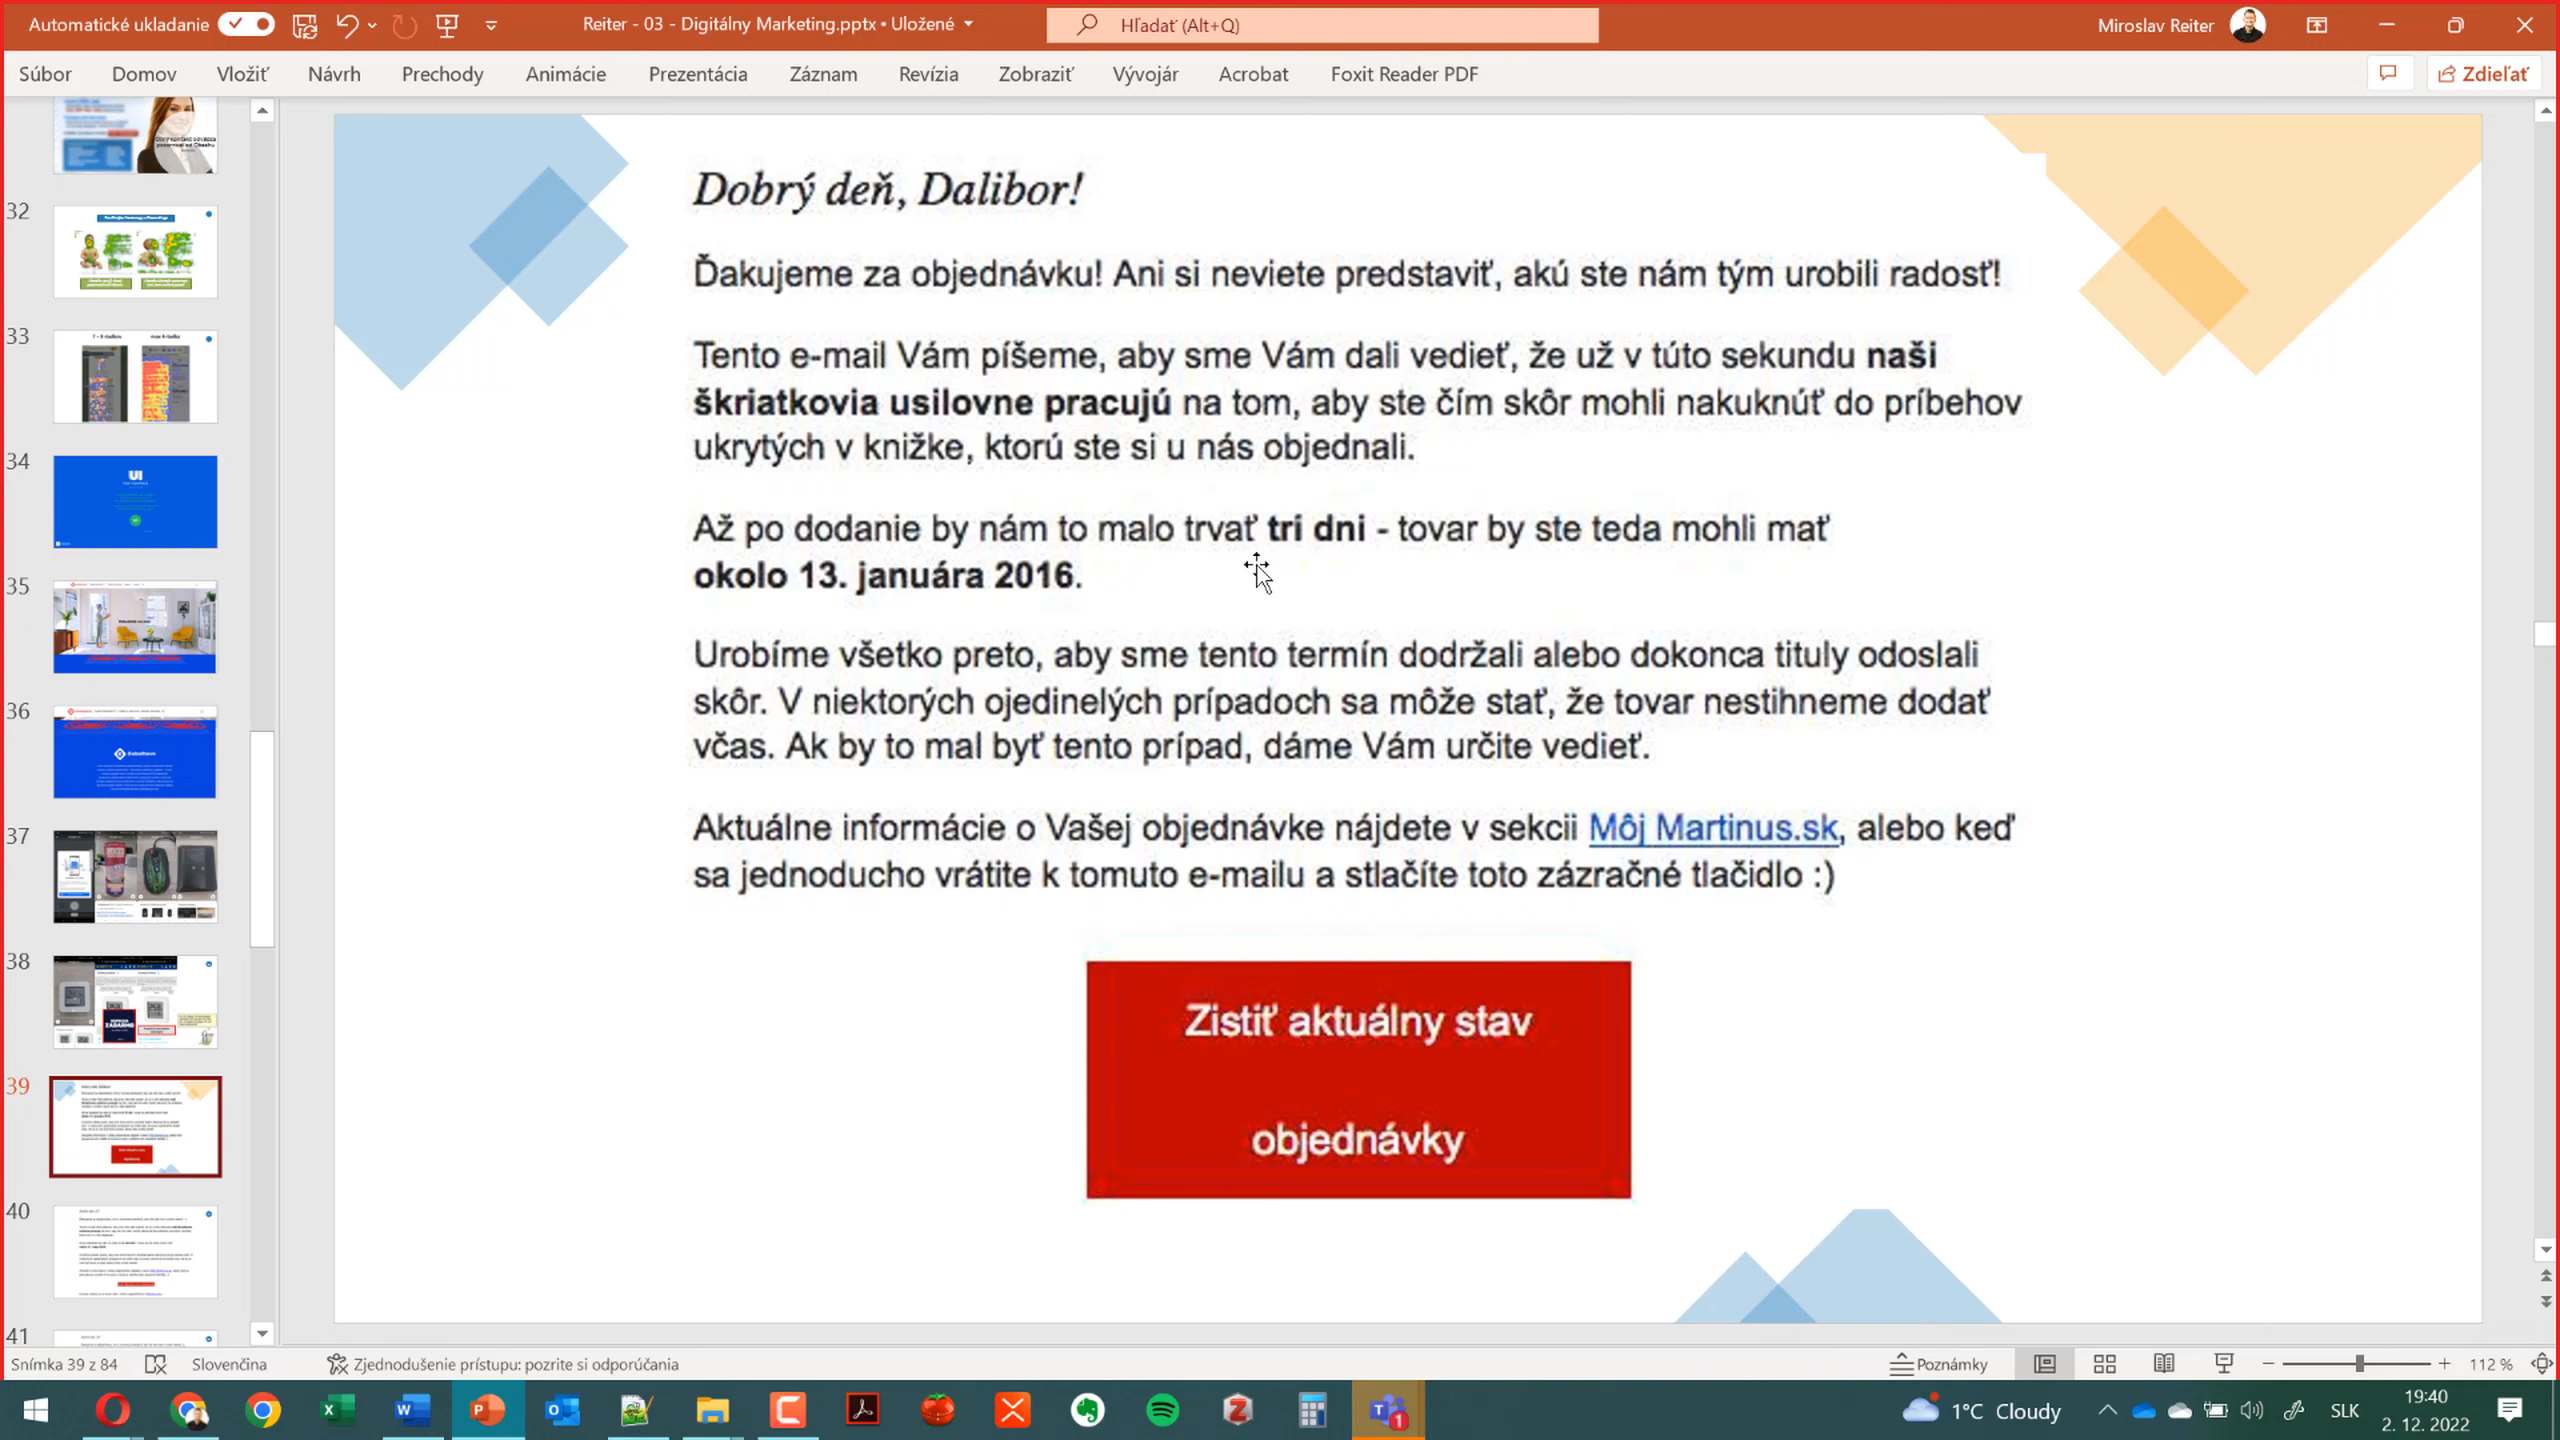 Automatické ukladanie
Reiter - 03 - Digitálny Marketing.pptx • Uložené
Hľadať (Alt+Q)
Miroslav Reiter
Súbor Domov Vložiť Návrh Prechody Animácie Prezentácia Záznam Revízia Zobraziť Vývojár Acrobat Foxit Reader PDF
Zdieľať
32
33
7 – 8 riadkov
34
35
36
37
38
39
40
41
Dobrý deň, Dalibor!
Ďakujeme za objednávku! Ani si neviete predstaviť, akú ste nám tým urobili radosť!
Tento e-mail Vám píšeme, aby sme Vám dali vedieť, že už v túto sekundu naši
škriatkovia usilovne pracujú na tom, aby ste čím skôr mohli nakuknúť do príbehov
ukrytých v knižke, ktorú ste si u nás objednali.
Až po dodanie by nám to malo trvať tri dni - tovar by ste teda mohli mať
okolo 13. januára 2016.
Urobíme všetko preto, aby sme tento termín dodržali alebo dokonca tituly odoslali
skôr. V niektorých ojedinelých prípadoch sa môže stať, že tovar nestihneme dodať
včas. Ak by to mal byť tento prípad, dáme Vám určite vedieť.
Aktuálne informácie o Vašej objednávke nájdete v sekcii Môj Martinus.sk, alebo keď
sa jednoducho vrátite k tomuto e-mailu a stlačíte toto zázračné tlačidlo :)
Zistiť aktuálny stav
objednávky
Snímka 39 z 84
Slovenčina
Zjednodušenie prístupu: pozrite si odporúčania
Poznámky
112 %
1°C Cloudy
SLK
19:40
2. 12. 2022